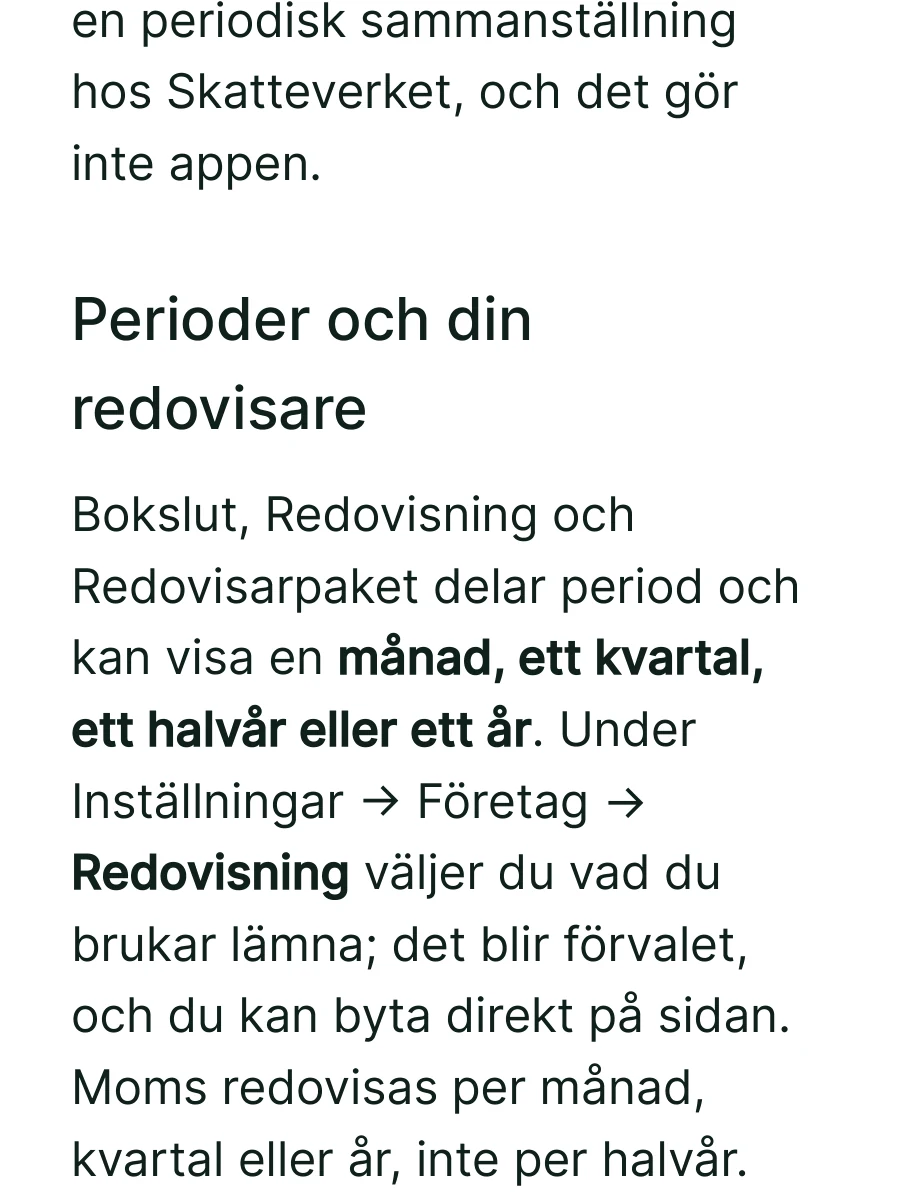 en periodisk sammanställning
hos Skatteverket, och det gör
inte appen.
Perioder och din
redovisare
Bokslut, Redovisning och
Redovisarpaket delar period och
kan visa en månad, ett kvartal,
ett halvår eller ett år. Under
Inställningar → Företag →
Redovisning väljer du vad du
brukar lämna; det blir förvalet,
och du kan byta direkt på sidan.
Moms redovisas per månad,
kvartal eller år, inte per halvår.